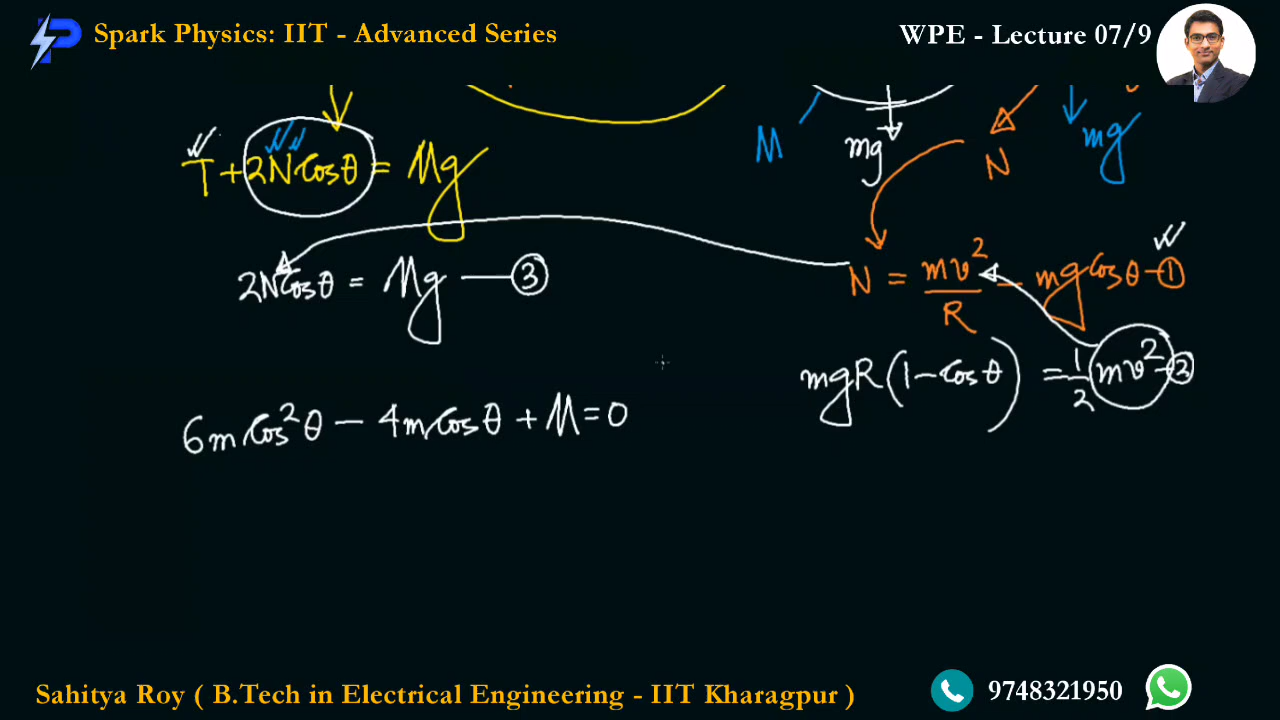 Spark Physics: IIT - Advanced Series
WPE - Lecture 07/9
T + 2N Cos θ = Mg
M
mg
N
mg
2N Cos θ = Mg — ③
N = mv²/R - mg Cos θ - ①
mgR (1 - Cos θ) = 1/2 mv² - ②
6m Cos² θ - 4m Cos θ + M = 0
Sahitya Roy ( B.Tech in Electrical Engineering - IIT Kharagpur )
9748321950